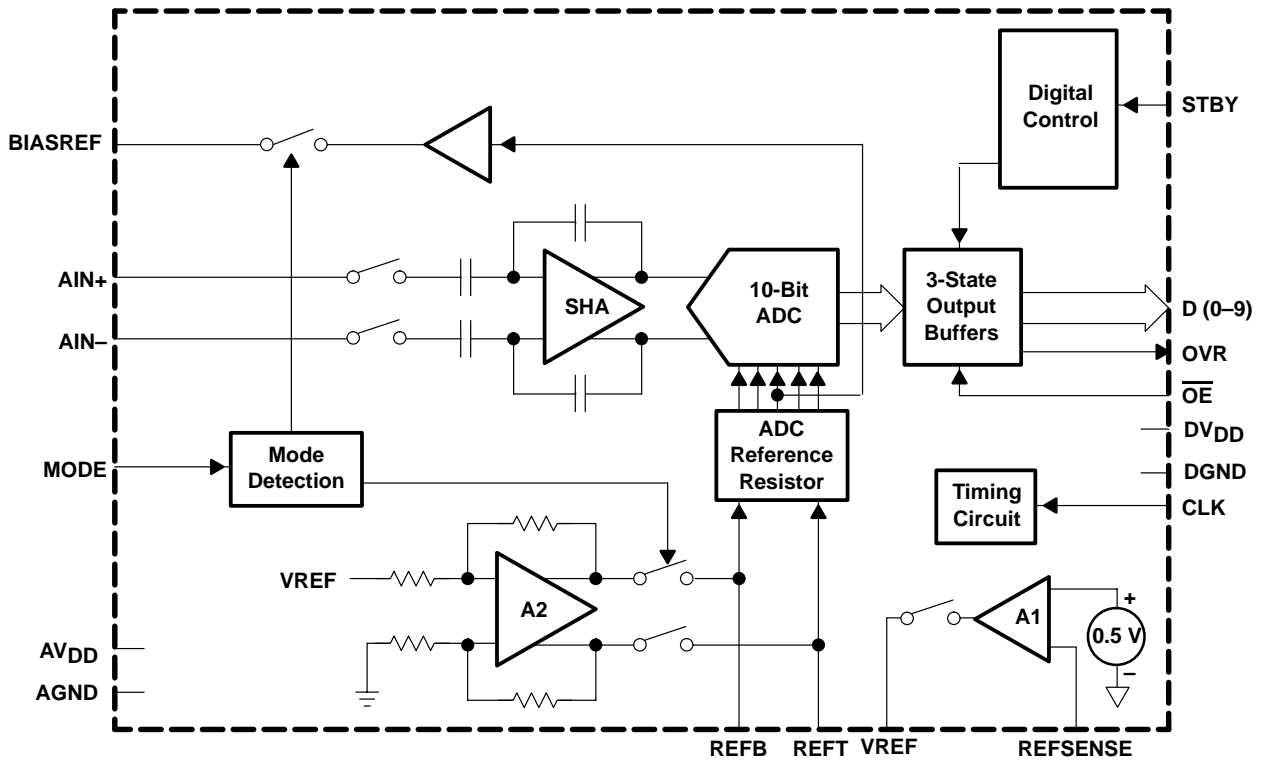 Digital
Control
STBY
BIASREF
AIN+
AIN–
SHA
10-Bit
ADC
3-State
Output
Buffers
D (0–9)
OVR
OE
DVDD
DGND
CLK
MODE
Mode
Detection
ADC
Reference
Resistor
Timing
Circuit
VREF
A2
A1
+
0.5 V
–
AVDD
AGND
REFB
REFT
VREF
REFSENSE